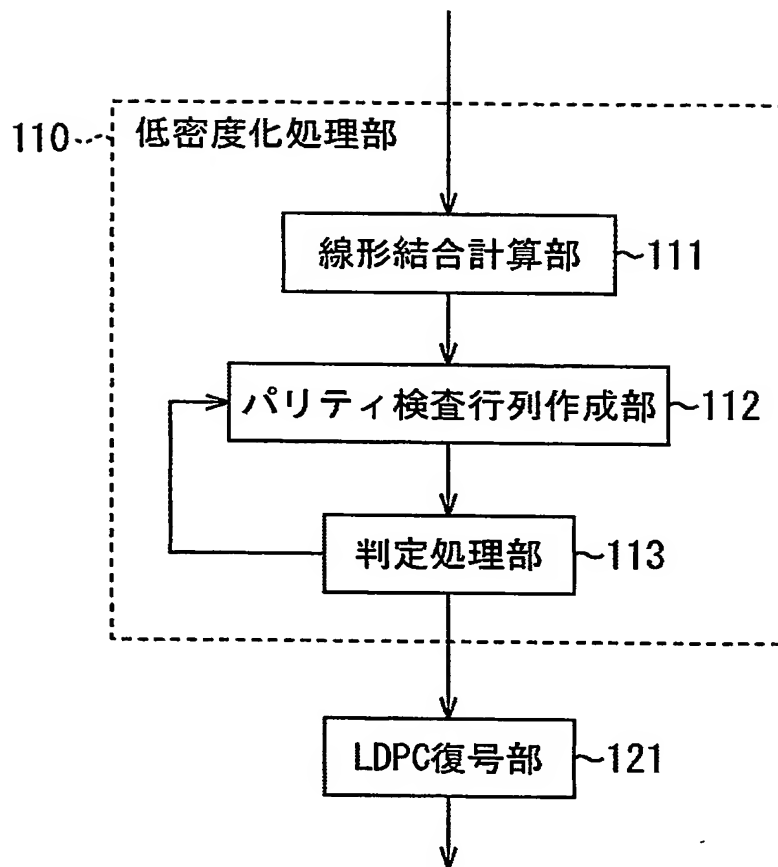 110 低密度化処理部
線形結合計算部 ~111
パリティ検査行列作成部 ~112
判定処理部 ~113
LDPC復号部 ~121